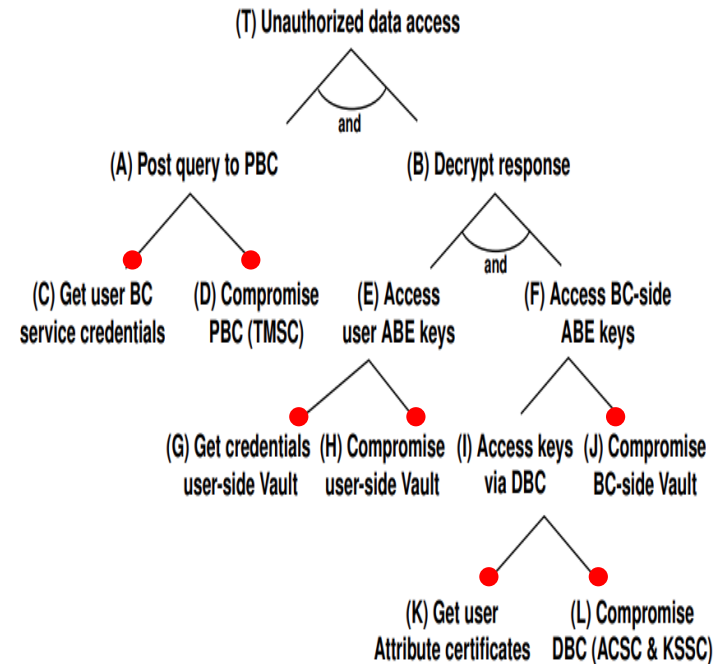 (T) Unauthorized data access
and
(A) Post query to PBC
(B) Decrypt response
and
(C) Get user BC
service credentials
(D) Compromise
PBC (TMSC)
(E) Access
user ABE keys
(F) Access BC-side
ABE keys
(G) Get credentials
user-side Vault
(H) Compromise
user-side Vault
(I) Access keys
via DBC
(J) Compromise
BC-side Vault
(K) Get user
Attribute certificates
(L) Compromise
DBC (ACSC & KSSC)